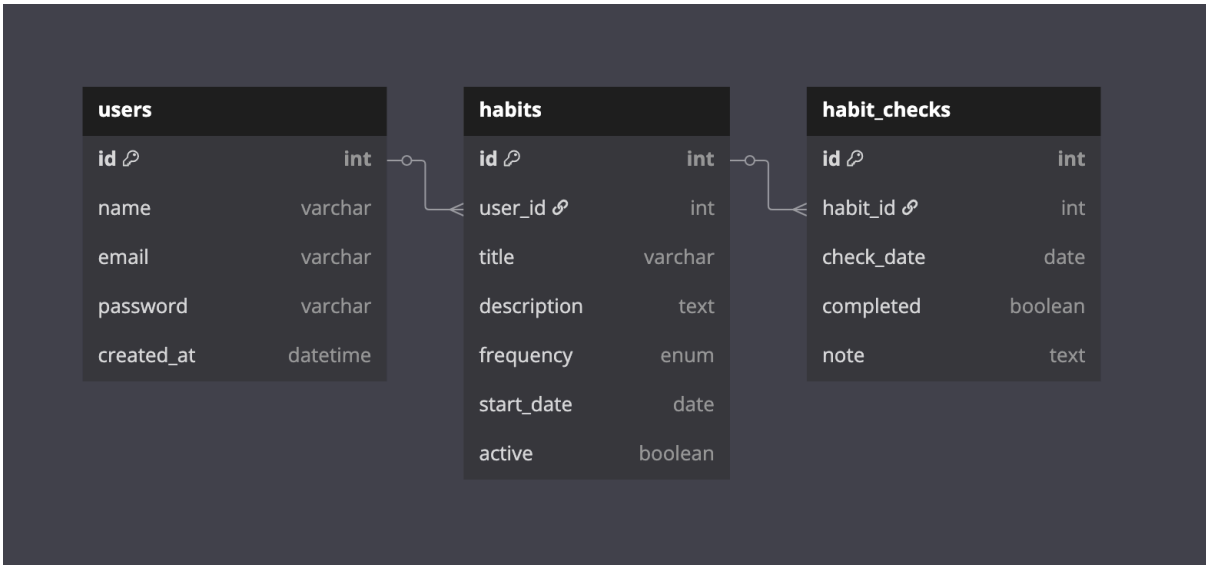 users
id int
name varchar
email varchar
password varchar
created_at datetime
habits
id int
user_id int
title varchar
description text
frequency enum
start_date date
active boolean
habit_checks
id int
habit_id int
check_date date
completed boolean
note text